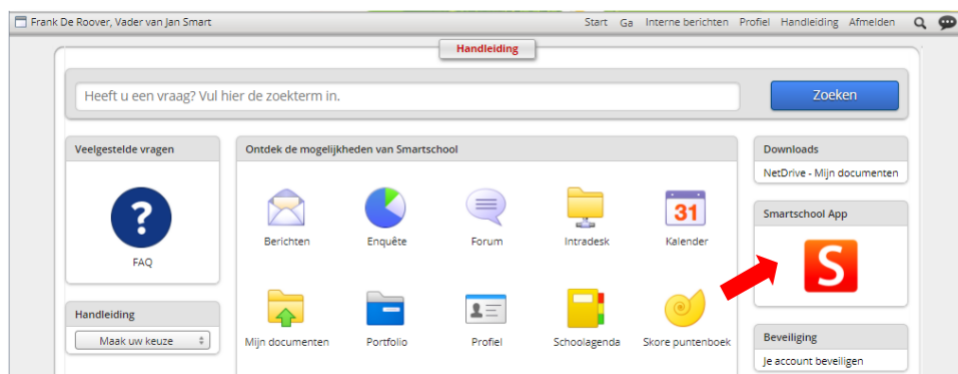 Frank De Roover, Vader van Jan Smart
Start Ga Interne berichten Profiel Handleiding Afmelden
Handleiding
Heeft u een vraag? Vul hier de zoekterm in.
Zoeken
Veelgestelde vragen
?
FAQ
Handleiding
Maak uw keuze
Ontdek de mogelijkheden van Smartschool
31
Berichten Enquête Forum Intradesk Kalender
Mijn documenten Portfolio Profiel Schoolagenda Skore puntenboek
Downloads
NetDrive - Mijn documenten
Smartschool App
S
Beveiliging
Je account beveiligen